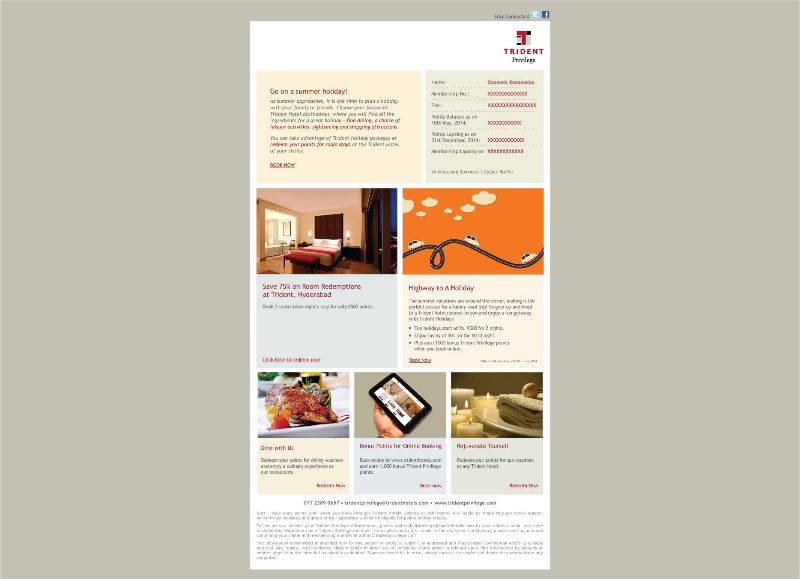 Stay Connected
TRIDENT
Privilege
Go on a summer holiday!
As summer approaches, it is the time to plan a holiday
with your family or friends. Choose your favourite
Trident Hotel destination, where you will find all the
ingredients for a great holiday - fine dining, a choice of
leisure activities, sightseeing and shopping attractions.
You can take advantage of Trident holiday packages or
redeem your points for room stays at the Trident hotel
of your choice.
BOOK NOW
Name: XXXXXXX XXXXXXXXX
Membership No.: XXXXXXXXXXXXXX
Tier: XXXXXXXXXXXXXXXXX
Points Balance as on
10th May, 2014: XXXXXXXXXXX
Points Lapsing as on
31st December, 2014: XXXXXXXXXXXX
Membership Lapsing on XXXXXXXXXXXX
View Account Summary | Update Profile
Save 75% on Room Redemptions
at Trident, Hyderabad
Book 2 consecutive night's stay for only 8500 points.
Click here to redeem now
Highway to A Holiday
The summer vacations are around the corner, making it the
perfect excuse for a family road trip! So gear up and head
to a Trident hotel nearest to you and enjoy a fun getaway
with Trident Holidays.
• Fun holidays start at Rs. 9500 for 2 nights.
• Enjoy saving of 50% on the third night.
• Plus earn 1000 bonus Trident Privilege points
when you book online.
Book Now
Dine with Us
Redeem your points for dining vouchers
and enjoy a culinary experience at
our restaurants
Redeem Now
Bonus Points for Online Booking
Book online at www.tridenthotels.com
and earn 1,000 bonus Trident Privilege
points.
Book now
Rejuvenate Yourself
Redeem your points for spa vouchers
at any Trident hotel.
Redeem Now
011 2389 0657 • tridentprivilege@tridenthotels.com • www.tridentprivilege.com